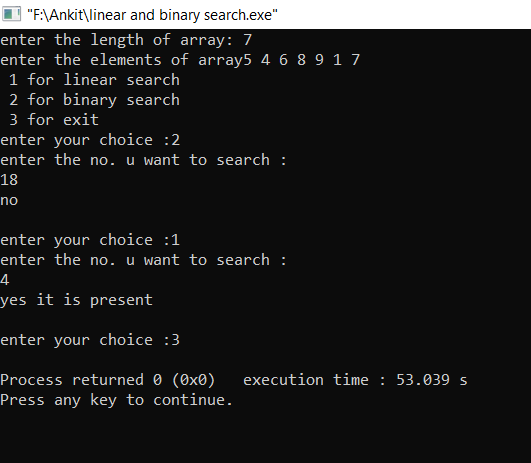 "F:\Ankit\linear and binary search.exe"
enter the length of array: 7
enter the elements of array5 4 6 8 9 1 7
 1 for linear search
 2 for binary search
 3 for exit
enter your choice :2
enter the no. u want to search :
18
no
enter your choice :1
enter the no. u want to search :
4
yes it is present
enter your choice :3
Process returned 0 (0x0)   execution time : 53.039 s
Press any key to continue.